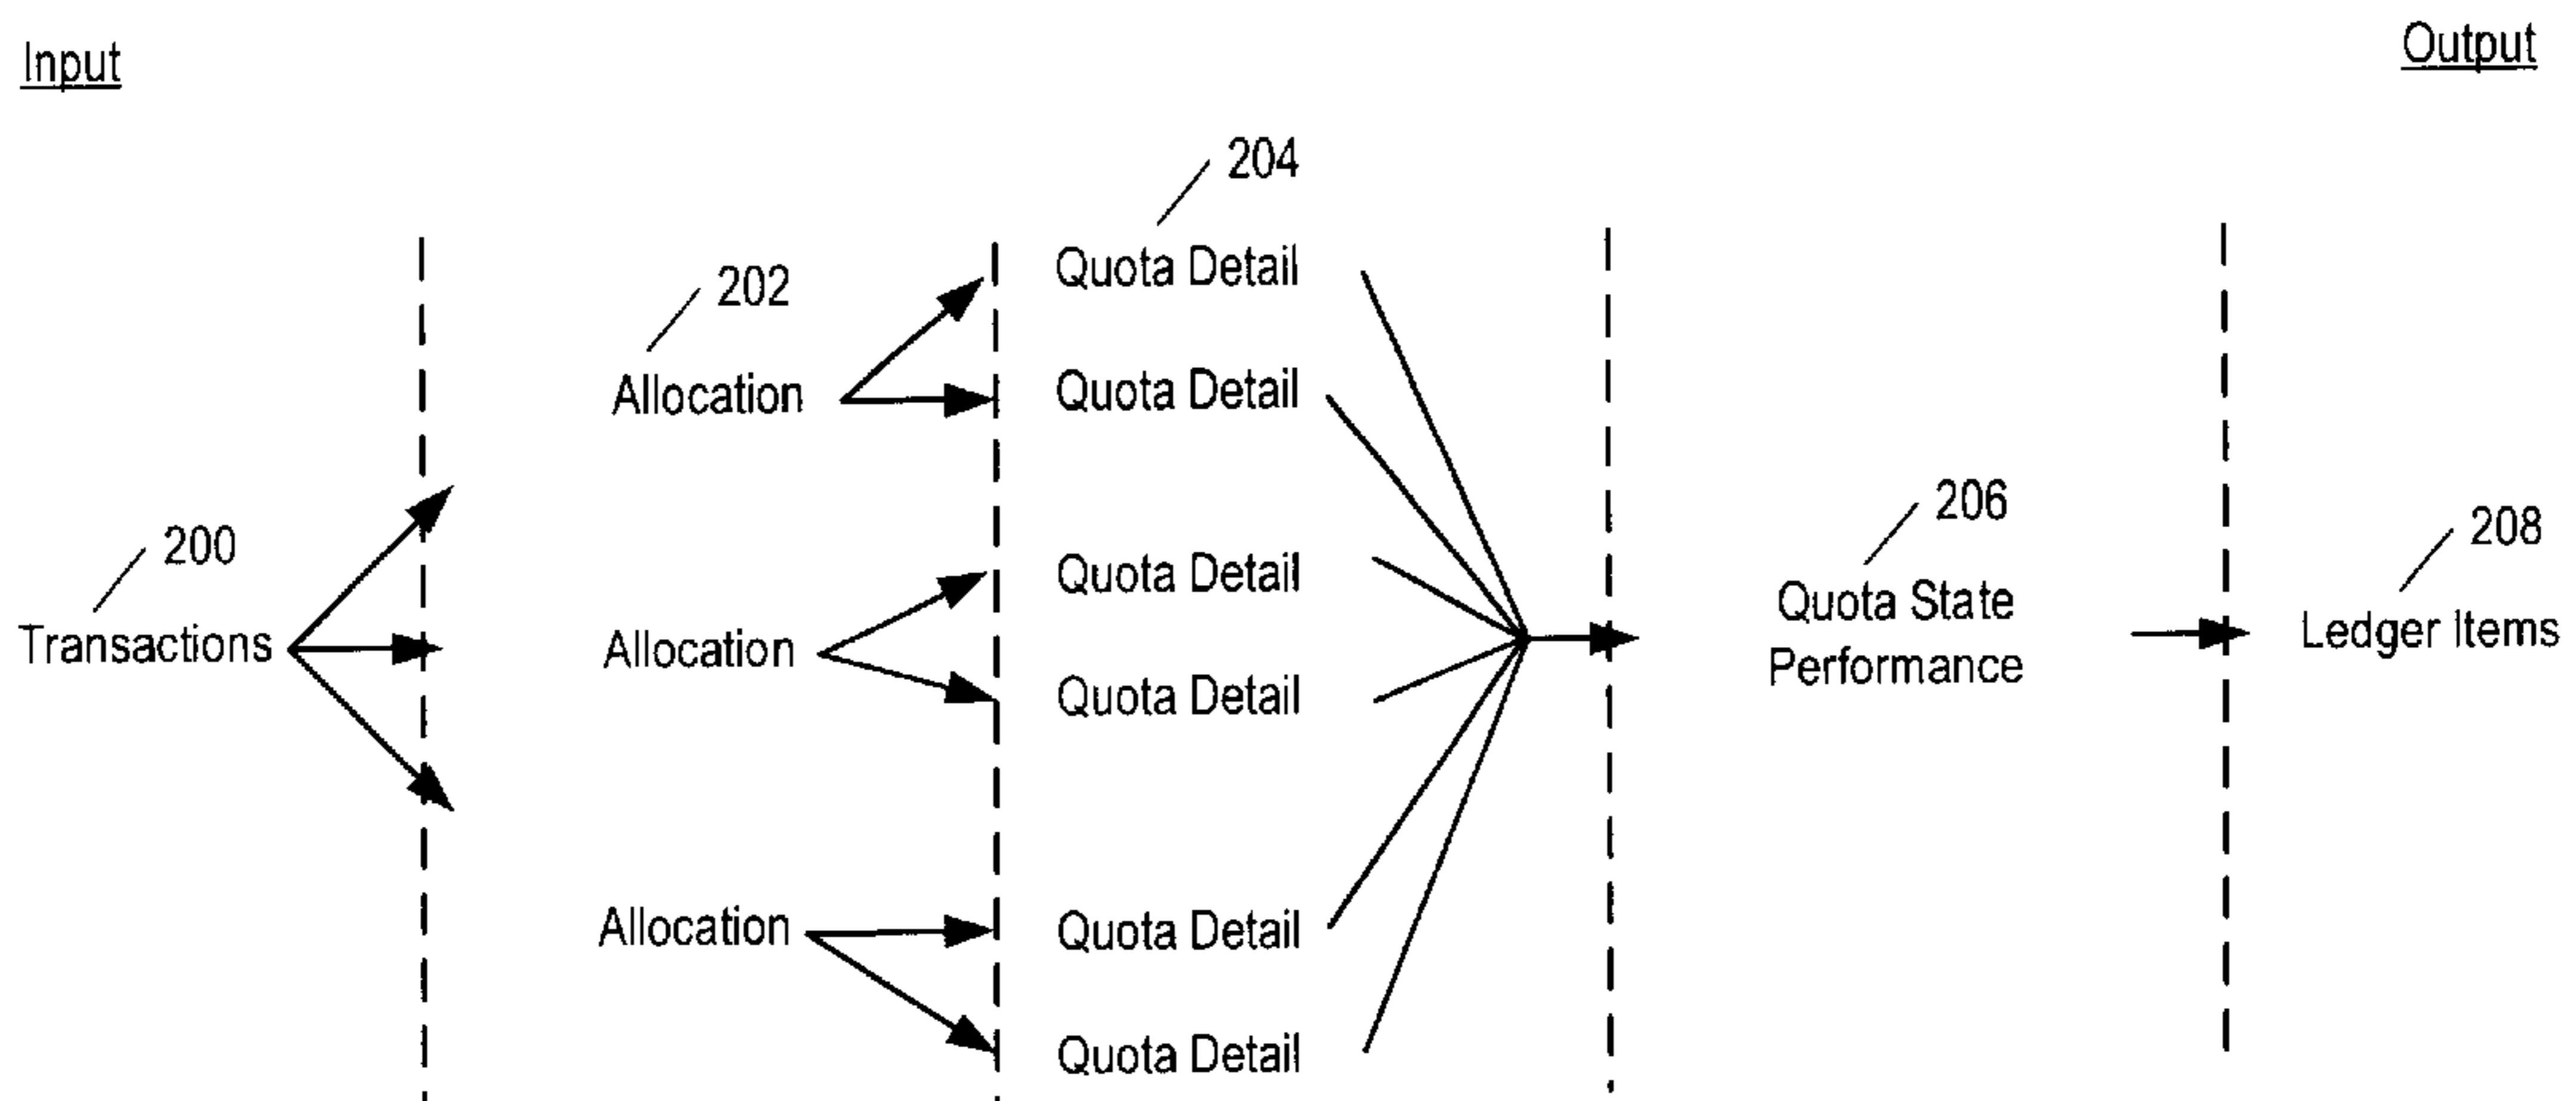 Input
Output
204
Quota Detail
202
Allocation
Quota Detail
206
200
208
Quota Detail
Quota State
Performance
Transactions
Allocation
Ledger Items
Quota Detail
Allocation
Quota Detail
Quota Detail